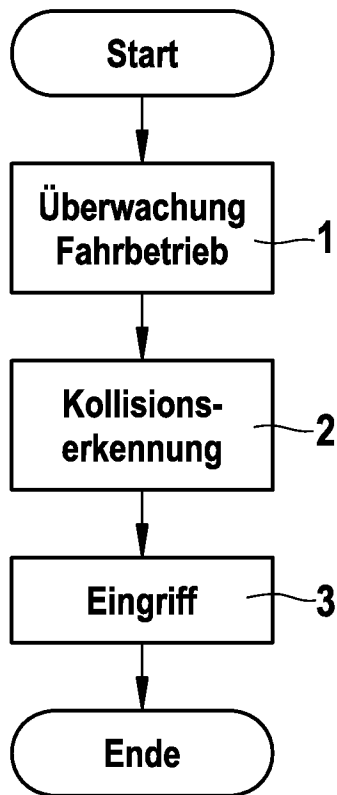 Start
Überwachung
Fahrbetrieb
1
Kollisions-
erkennung
2
Eingriff
3
Ende